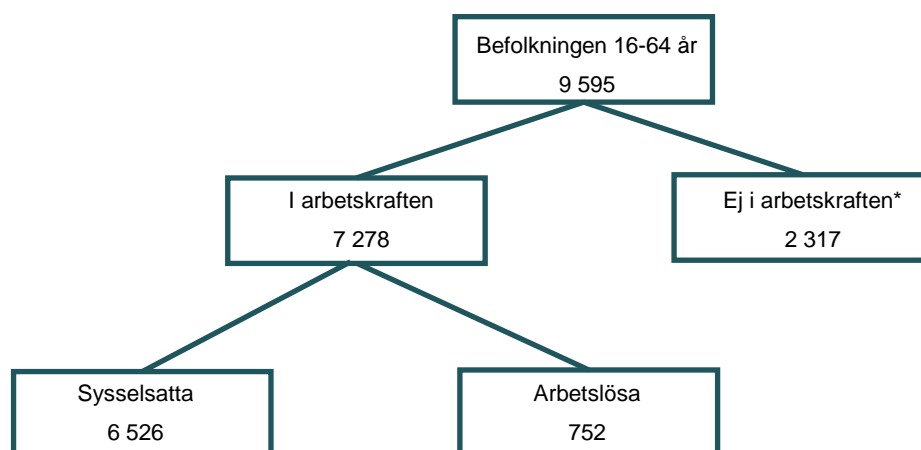 Befolkningen 16-64 år
9 595
I arbetskraften
7 278
Ej i arbetskraften*
2 317
Sysselsatta
6 526
Arbetslösa
752